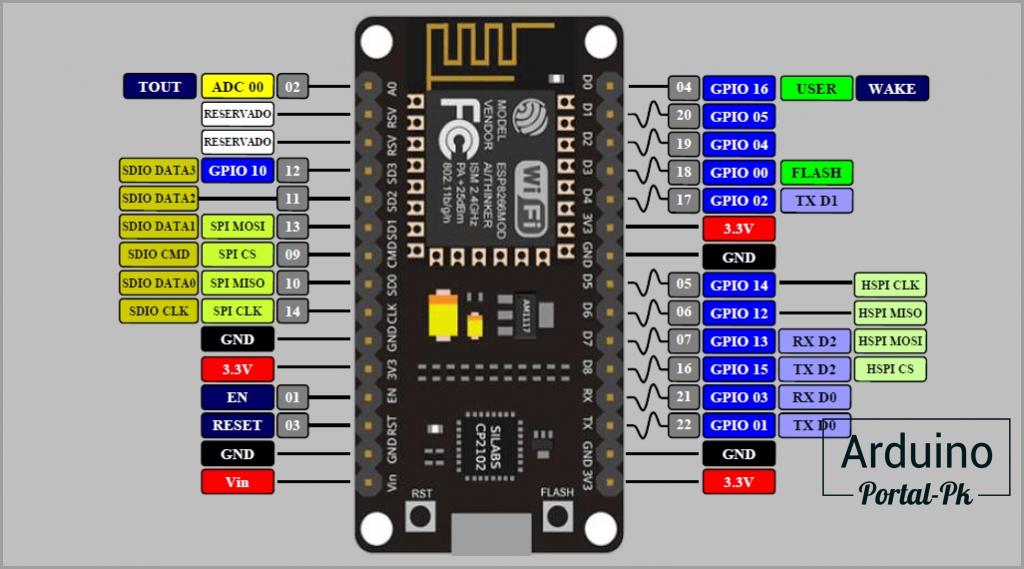 TOUT ADC 00 02
RESERVADO
RESERVADO
SDIO DATA3 GPIO 10 12
SDIO DATA2 11
SDIO DATA1 SPI MOSI 13
SDIO CMD SPI CS 09
SDIO DATA0 SPI MISO 10
SDIO CLK SPI CLK 14
GND
3.3V
EN 01
RESET 03
GND
Vin
A0
RSV
RSV
SD3
SD2
SD1
CMD
SD0
CLK
GND
3V3
EN
RST
GND
Vin
MODEL
VENDOR
ESP8266MOD
AI/THINKER
ISM 2.4GHz
PA +25dBm
802.11b/g/n
FC
Wi Fi
AM1117
SILABS
CP2102
RST
FLASH
D0
D1
D2
D3
D4
3V3
GND
D5
D6
D7
D8
RX
TX
GND
3V3
04 GPIO 16 USER WAKE
20 GPIO 05
19 GPIO 04
18 GPIO 00 FLASH
17 GPIO 02 TX D1
3.3V
GND
05 GPIO 14 HSPI CLK
06 GPIO 12 HSPI MISO
07 GPIO 13 RX D2 HSPI MOSI
16 GPIO 15 TX D2 HSPI CS
21 GPIO 03 RX D0
22 GPIO 01 TX D0
GND
3.3V
Arduino
Portal-Pk